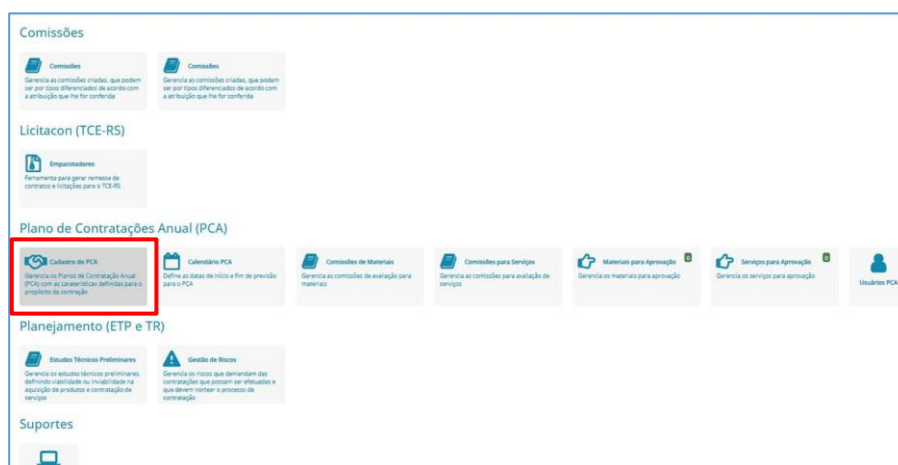 Comissões
Comissões
Gerencia as comissões criadas, que podem
ser por tipos diferenciados de acordo com
a atribuição que lhe for conferida
Comissões
Gerencia as comissões criadas, que podem
ser por tipos diferenciados de acordo com
a atribuição que lhe for conferida
Licitacon (TCE-RS)
Empacotadores
Ferramenta para gerar remessa de
contratos e licitações para o TCE-RS
Plano de Contratações Anual (PCA)
Cadastro do PCA
Gerencia os Planos de Contratação Anual
(PCA) com as caraterísticas definidas para o
propósito da contração
Calendário PCA
Define as datas de início e fim de previsão
para o PCA
Comissões de Materiais
Gerencia as comissões de avaliação para
materiais
Comissões para Serviços
Gerencia as comissões para avaliação de
serviços
Materiais para Aprovação 0
Gerencia os materiais para aprovação
Serviços para Aprovação 0
Gerencia os serviços para aprovação
Usuários PCA
Planejamento (ETP e TR)
Estudos Técnicos Preliminares
Gerencia os estudos técnicos preliminares,
definindo viabilidade ou inviabilidade na
aquisição de produtos e contratação de
serviços
Gestão de Riscos
Gerencia os riscos que demandam das
contratações que possam ser efetuadas e
que devem nortear o processo de
contratação
Suportes